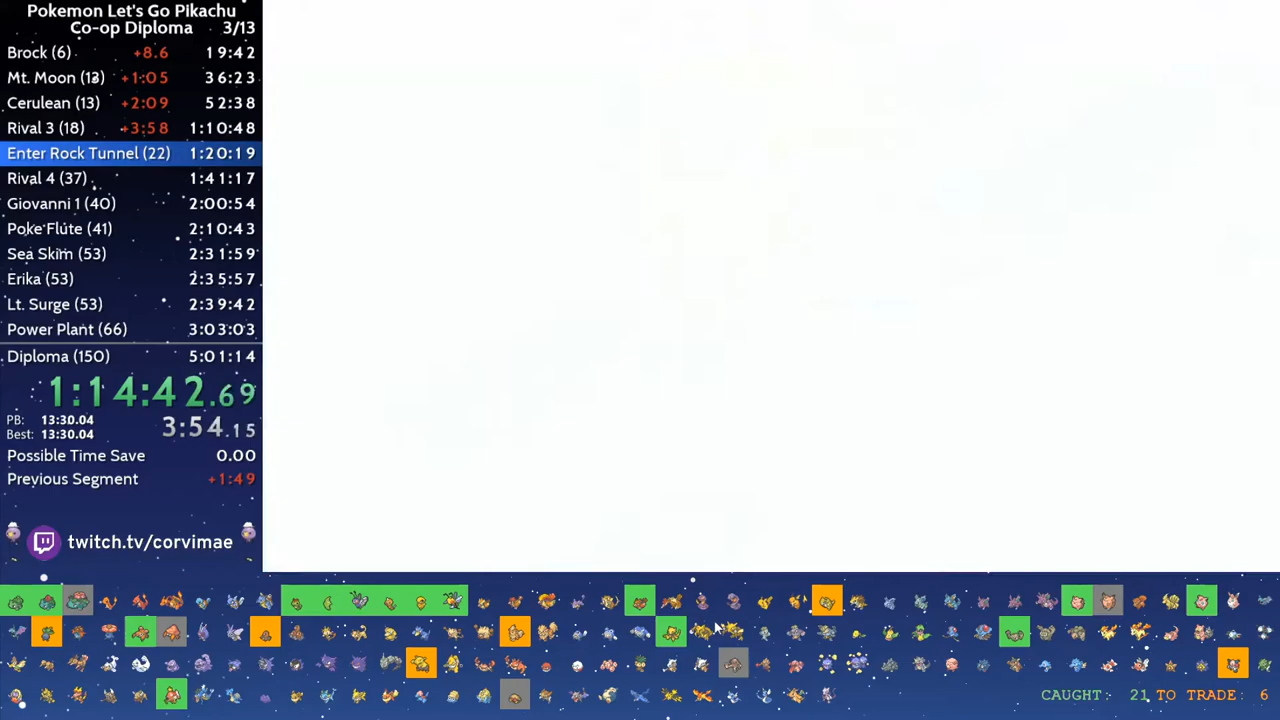 Pokemon Let's Go Pikachu
Co-op Diploma 3/13
Brock (6) +8.6 19:42
Mt. Moon (13) +1:05 36:23
Cerulean (13) +2:09 52:38
Rival 3 (18) +3:58 1:10:48
Enter Rock Tunnel (22) 1:20:19
Rival 4 (37) 1:41:17
Giovanni 1 (40) 2:00:54
Poke Flute (41) 2:10:43
Sea Skim (53) 2:31:59
Erika (53) 2:35:57
Lt. Surge (53) 2:39:42
Power Plant (66) 3:03:03
Diploma (150) 5:01:14
1:14:42.69
PB: 13:30.04
Best: 13:30.04
3:54.15
Possible Time Save 0.00
Previous Segment +1:49
twitch.tv/corvimae
CAUGHT: 21 TO TRADE: 6